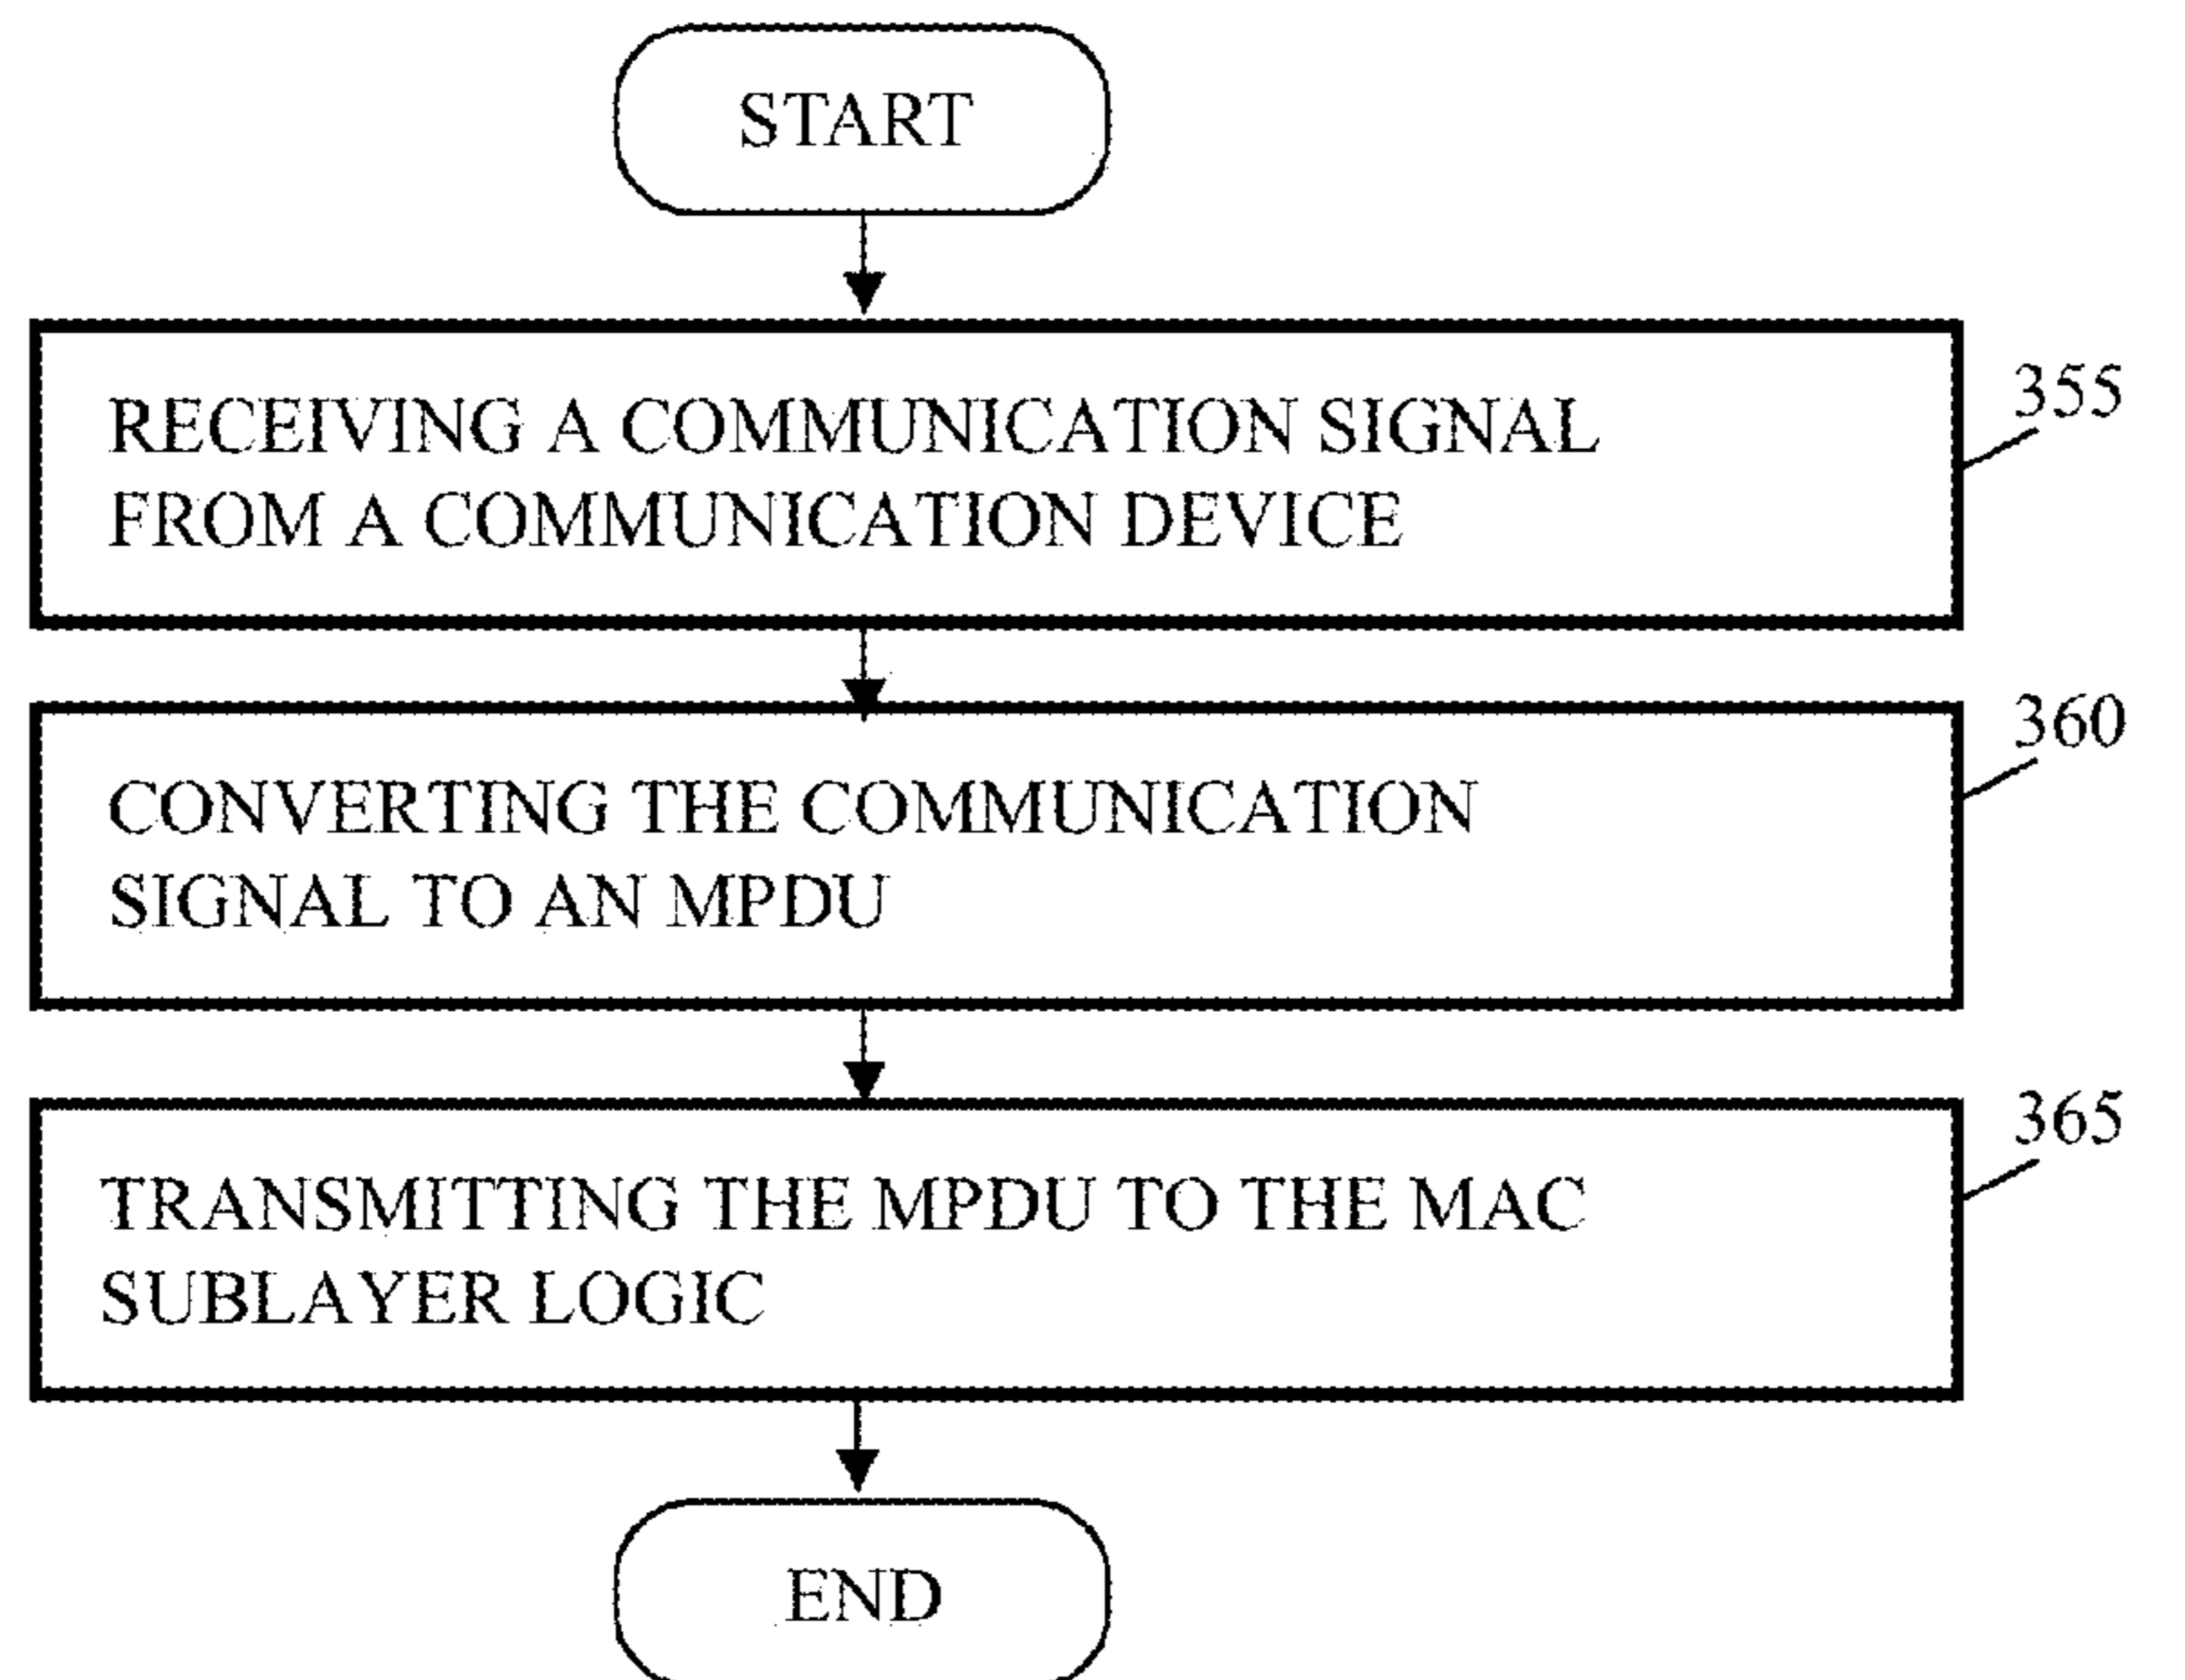 START
355
RECEIVING A COMMUNICATION SIGNAL
FROM A COMMUNICATION DEVICE
360
CONVERTING THE COMMUNICATION
SIGNAL TO AN MPDU
365
TRANSMITTING THE MPDU TO THE MAC
SUBLAYER LOGIC
END